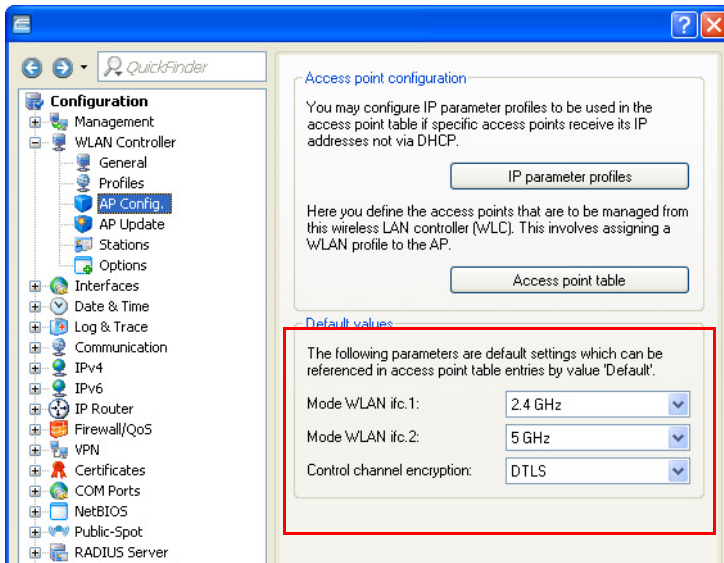 ?
QuickFinder
Configuration
Management
WLAN Controller
General
Profiles
AP Config.
AP Update
Stations
Options
Interfaces
Date & Time
Log & Trace
Communication
IPv4
IPv6
IP Router
Firewall/QoS
VPN
Certificates
COM Ports
NetBIOS
Public-Spot
RADIUS Server
Access point configuration
You may configure IP parameter profiles to be used in the
access point table if specific access points receive its IP
addresses not via DHCP.
IP parameter profiles
Here you define the access points that are to be managed from
this wireless LAN controller (WLC). This involves assigning a
WLAN profile to the AP.
Access point table
Default values
The following parameters are default settings which can be
referenced in access point table entries by value 'Default'.
Mode WLAN ifc.1: 2.4 GHz
Mode WLAN ifc.2: 5 GHz
Control channel encryption: DTLS